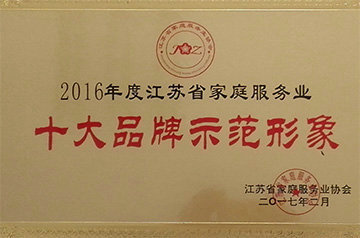 JZ
2016年度江苏省家庭服务业
十大品牌示范形象
江苏省家庭服务业协会
二〇一七年二月